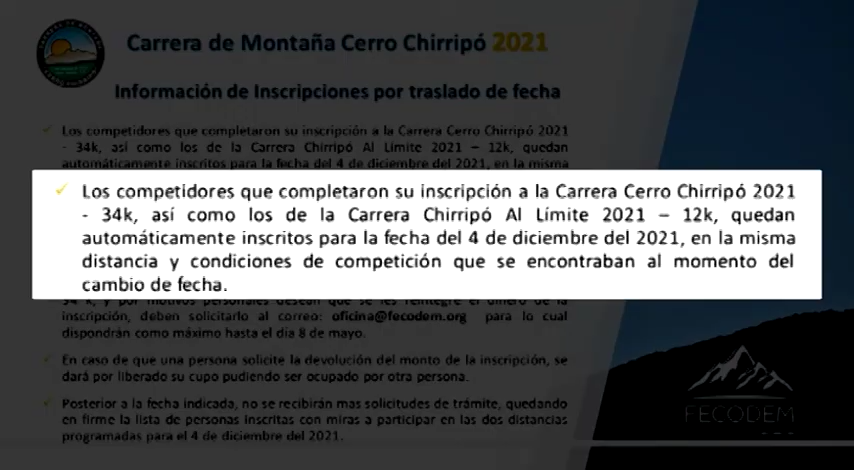 Carrera de Montaña Cerro Chirripó 2021
Información de Inscripciones por traslado de fecha
✓ Los competidores que completaron su inscripción a la Carrera Cerro Chirripó 2021
- 34k, así como los de la Carrera Chirripó Al Límite 2021 – 12k, quedan
automáticamente inscritos para la fecha del 4 de diciembre del 2021, en la misma
✓ Los competidores que completaron su inscripción a la Carrera Cerro Chirripó 2021
- 34k, así como los de la Carrera Chirripó Al Límite 2021 – 12k, quedan
automáticamente inscritos para la fecha del 4 de diciembre del 2021, en la misma
distancia y condiciones de competición que se encontraban al momento del
cambio de fecha.
34 k, y por motivos personales desean que se les reintegre el dinero de la
inscripción, deben solicitarlo al correo: oficina@fecodem.org para lo cual
dispondrán como máximo hasta el día 8 de mayo.
✓ En caso de que una persona solicite la devolución del monto de la inscripción, se
dará por liberado su cupo pudiendo ser ocupado por otra persona.
✓ Posterior a la fecha indicada, no se recibirán mas solicitudes de trámite, quedando
en firme la lista de personas inscritas con miras a participar en las dos distancias
programadas para el 4 de diciembre del 2021.
FECODEM